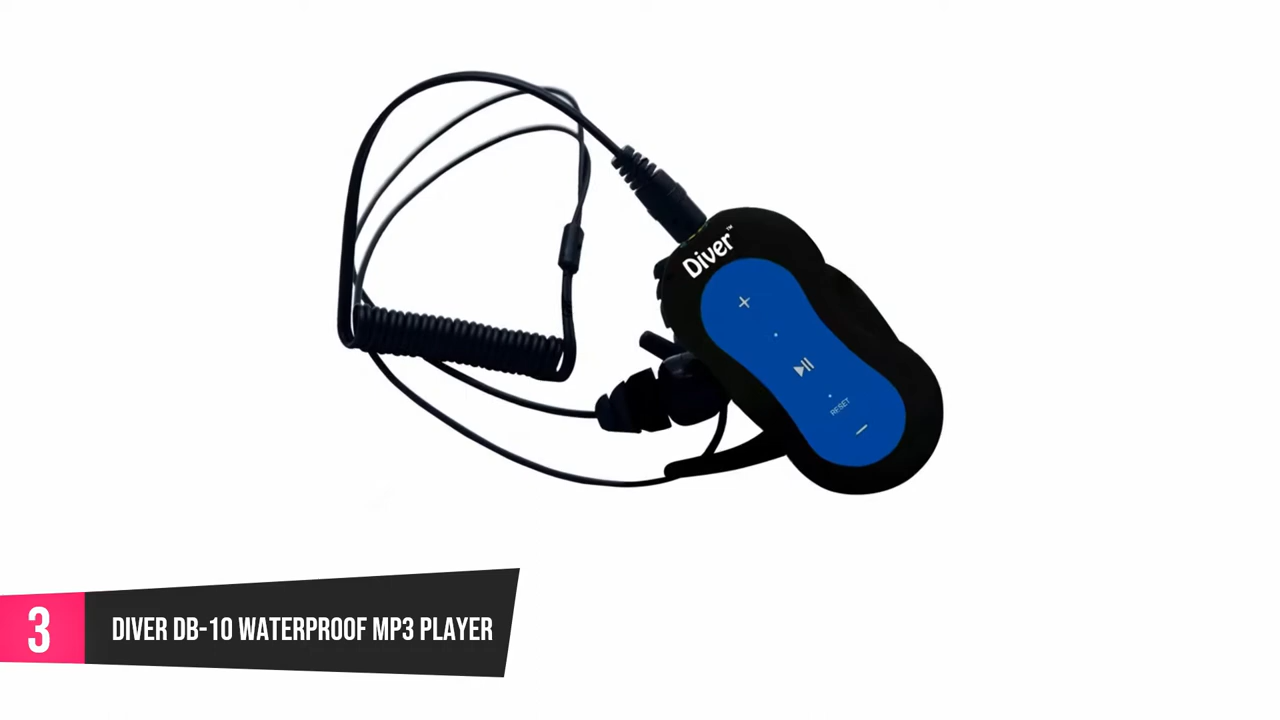 Diver™
+
RESET
−
3
DIVER DB-10 WATERPROOF MP3 PLAYER